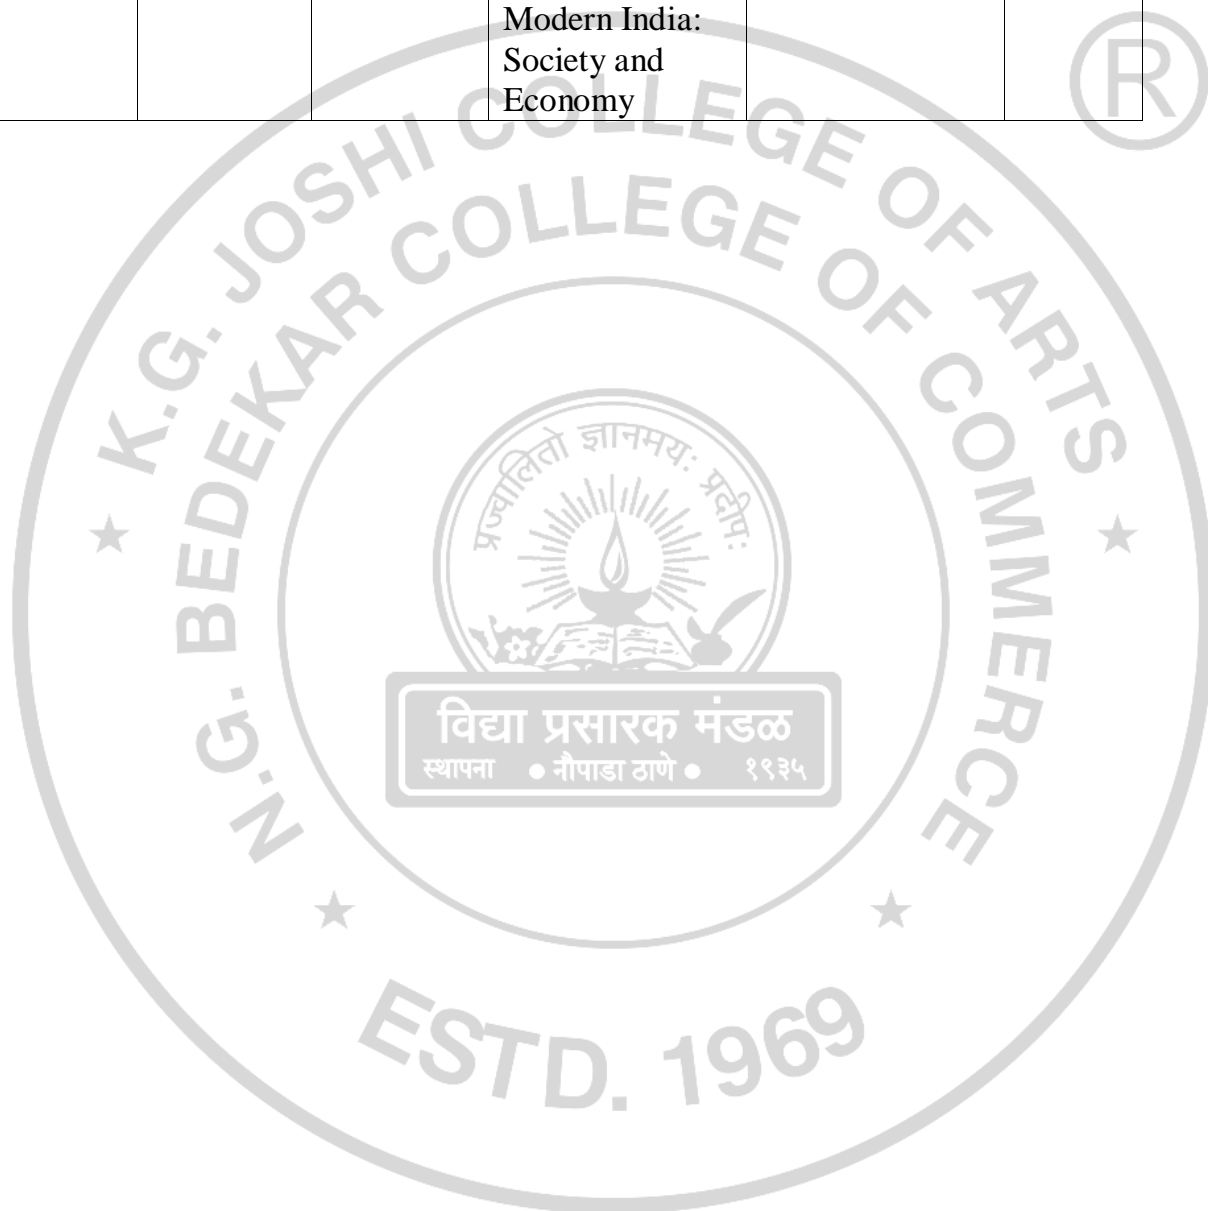 Modern India:
Society and
Economy
®
K.G. JOSHI COLLEGE OF ARTS
N.G. BEDEKAR COLLEGE OF COMMERCE
प्रज्वालितो ज्ञानमयः प्रदीपः
विद्या प्रसारक मंडळ
स्थापना ● नौपाडा ठाणे ● १९३५
ESTD. 1969